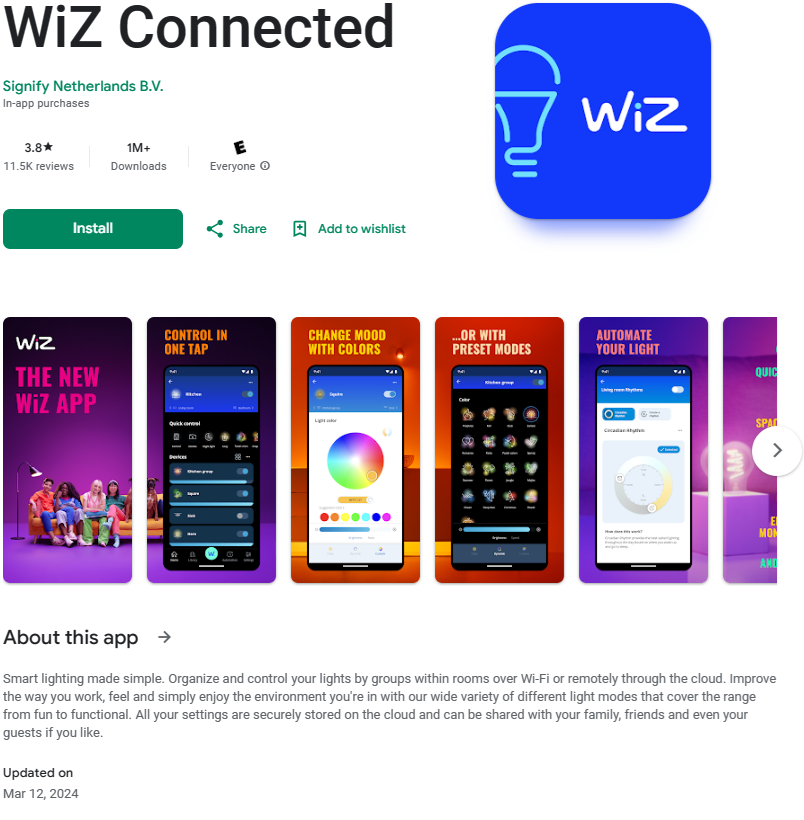 WiZ Connected
Signify Netherlands B.V.
In-app purchases
3.8★
11.5K reviews
1M+
Downloads
E
Everyone
Install
Share
Add to wishlist
WiZ
WiZ
THE NEW
WiZ APP
CONTROL IN
ONE TAP
Kitchen
Quick control
Devices
Kitchen group
Squire
CHANGE MOOD
WITH COLORS
Squire
Light color
...OR WITH
PRESET MODES
Kitchen group
Color
AUTOMATE
YOUR LIGHT
Living room Rhythms
Circadian Rhythm
How does this work?
QUIC
SPAC
E
MON
AND
About this app
Smart lighting made simple. Organize and control your lights by groups within rooms over Wi-Fi or remotely through the cloud. Improve
the way you work, feel and simply enjoy the environment you're in with our wide variety of different light modes that cover the range
from fun to functional. All your settings are securely stored on the cloud and can be shared with your family, friends and even your
guests if you like.
Updated on
Mar 12, 2024